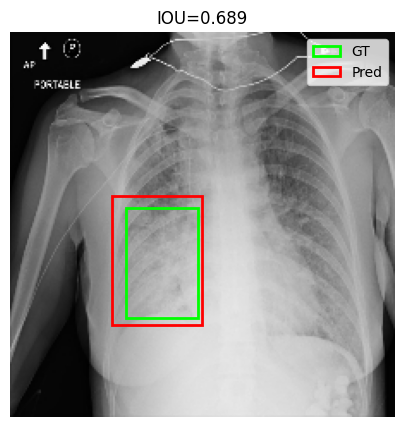 IOU=0.689
GT
Pred
P
AP
PORTABLE